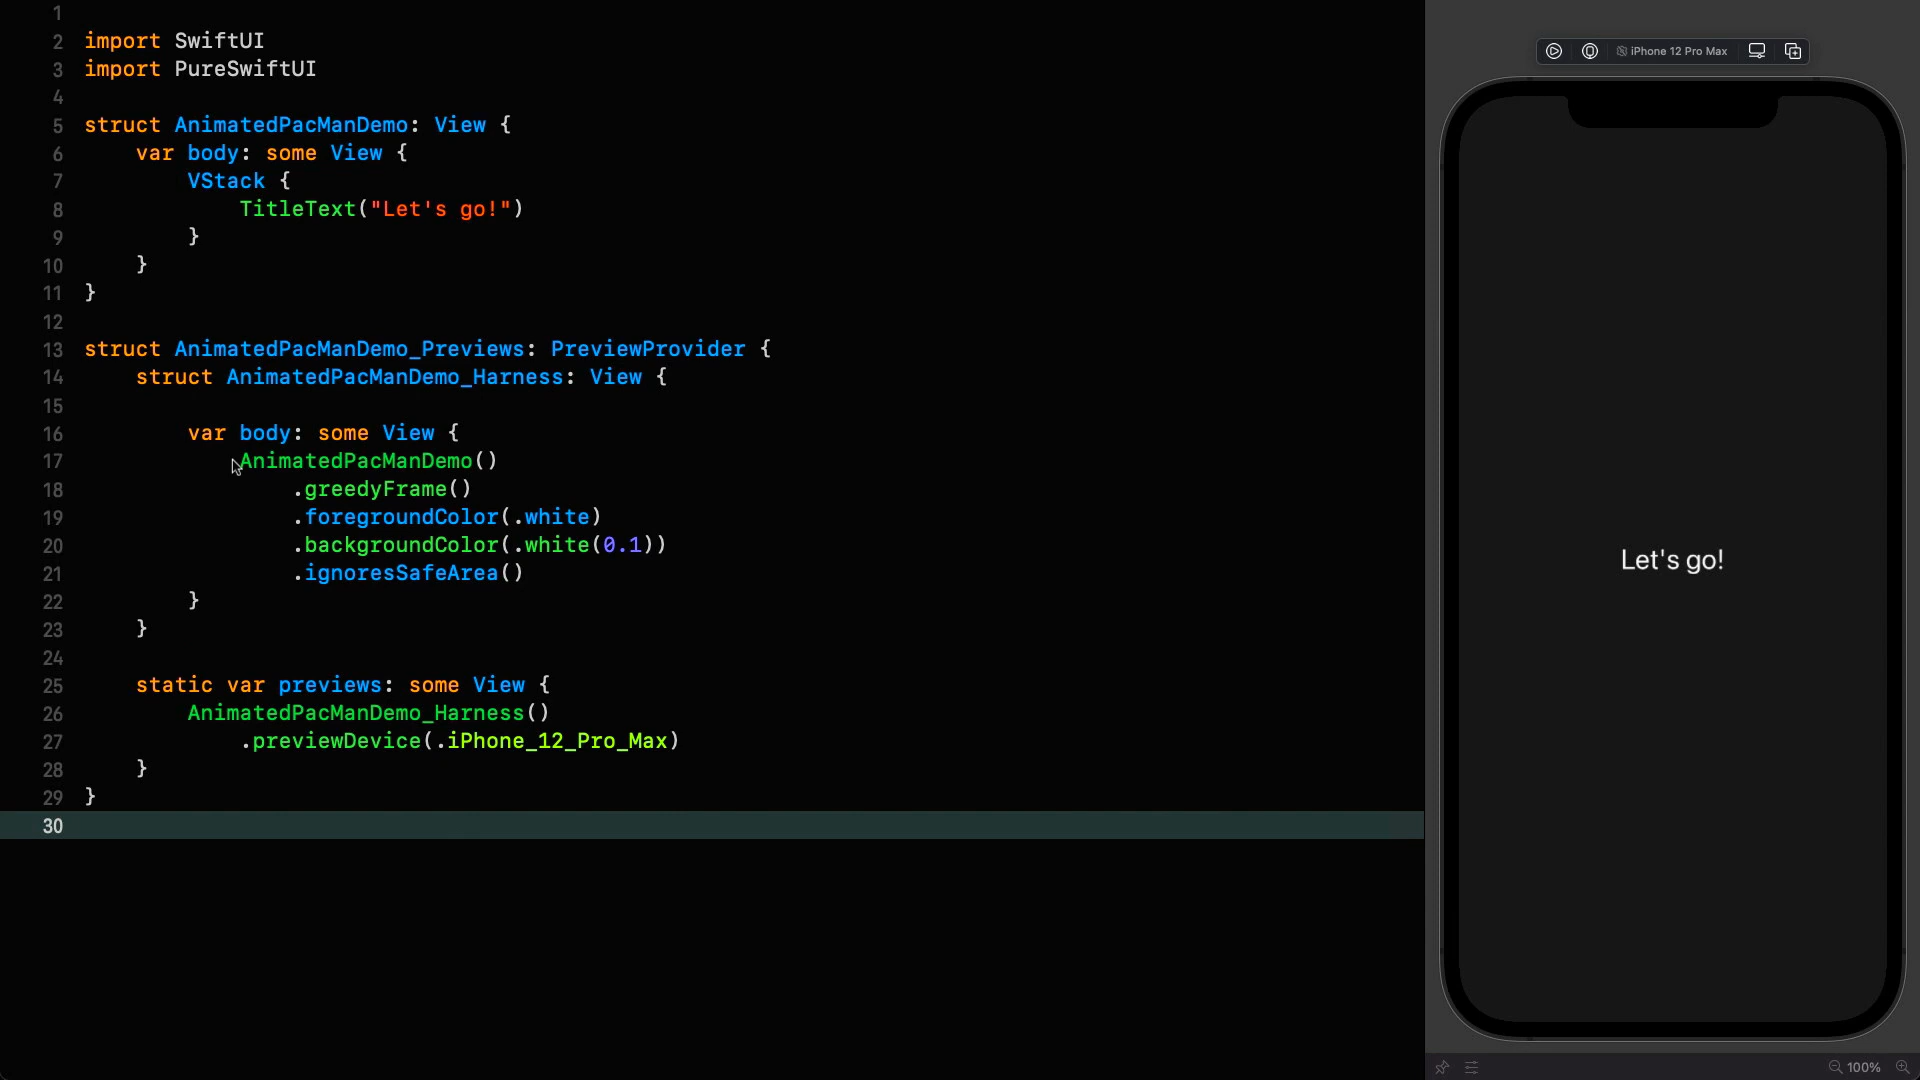 1
2 import SwiftUI
3 import PureSwiftUI
4
5 struct AnimatedPacManDemo: View {
6     var body: some View {
7         VStack {
8             TitleText("Let's go!")
9         }
10     }
11 }
12
13 struct AnimatedPacManDemo_Previews: PreviewProvider {
14     struct AnimatedPacManDemo_Harness: View {
15
16         var body: some View {
17             AnimatedPacManDemo()
18                 .greedyFrame()
19                 .foregroundColor(.white)
20                 .backgroundColor(.white(0.1))
21                 .ignoresSafeArea()
22         }
23     }
24
25     static var previews: some View {
26         AnimatedPacManDemo_Harness()
27             .previewDevice(.iPhone_12_Pro_Max)
28     }
29 }
30
iPhone 12 Pro Max
Let's go!
100%